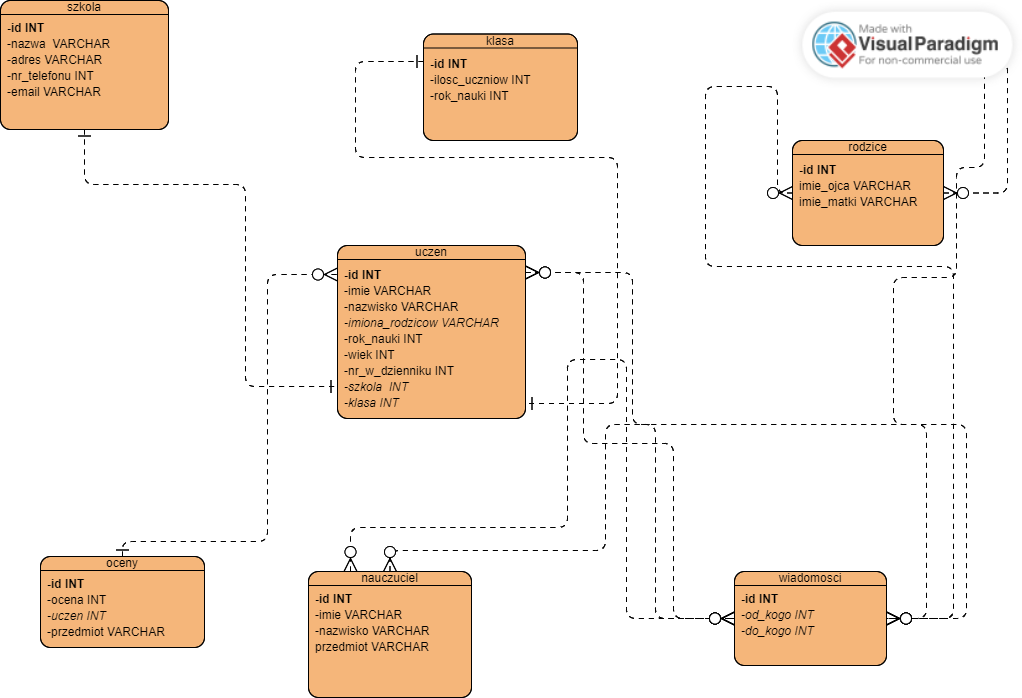 szkola
-id INT
-nazwa  VARCHAR
-adres VARCHAR
-nr_telefonu INT
-email VARCHAR
klasa
-id INT
-ilosc_uczniow INT
-rok_nauki INT
Made with
Visual Paradigm
For non-commercial use
rodzice
-id INT
imie_ojca VARCHAR
imie_matki VARCHAR
uczen
-id INT
-imie VARCHAR
-nazwisko VARCHAR
-imiona_rodzicow VARCHAR
-rok_nauki INT
-wiek INT
-nr_w_dzienniku INT
-szkola  INT
-klasa INT
oceny
-id INT
-ocena INT
-uczen INT
-przedmiot VARCHAR
nauczuciel
-id INT
-imie VARCHAR
-nazwisko VARCHAR
przedmiot VARCHAR
wiadomosci
-id INT
-od_kogo INT
-do_kogo INT